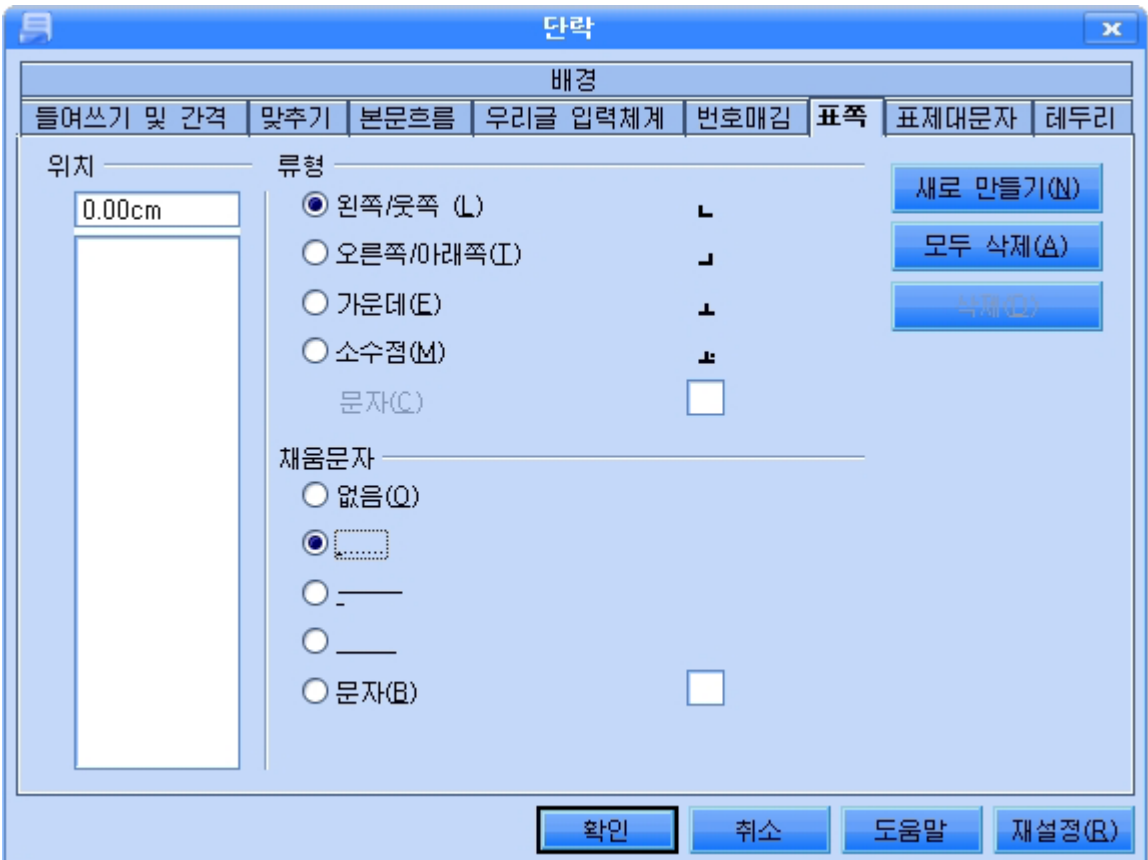 단락
배경
들여쓰기 및 간격 맞추기 본문흐름 우리글 입력체계 번호매김 표쪽 표제대문자 테두리
위치
0.00cm
류형
왼쪽/웃쪽 (L)
오른쪽/아래쪽(T)
가운데(E)
소수점(M)
문자(C)
채움문자
없음(O)
.......
문자(B)
새로 만들기(N)
모두 삭제(A)
삭제(D)
확인 취소 도움말 재설정(R)